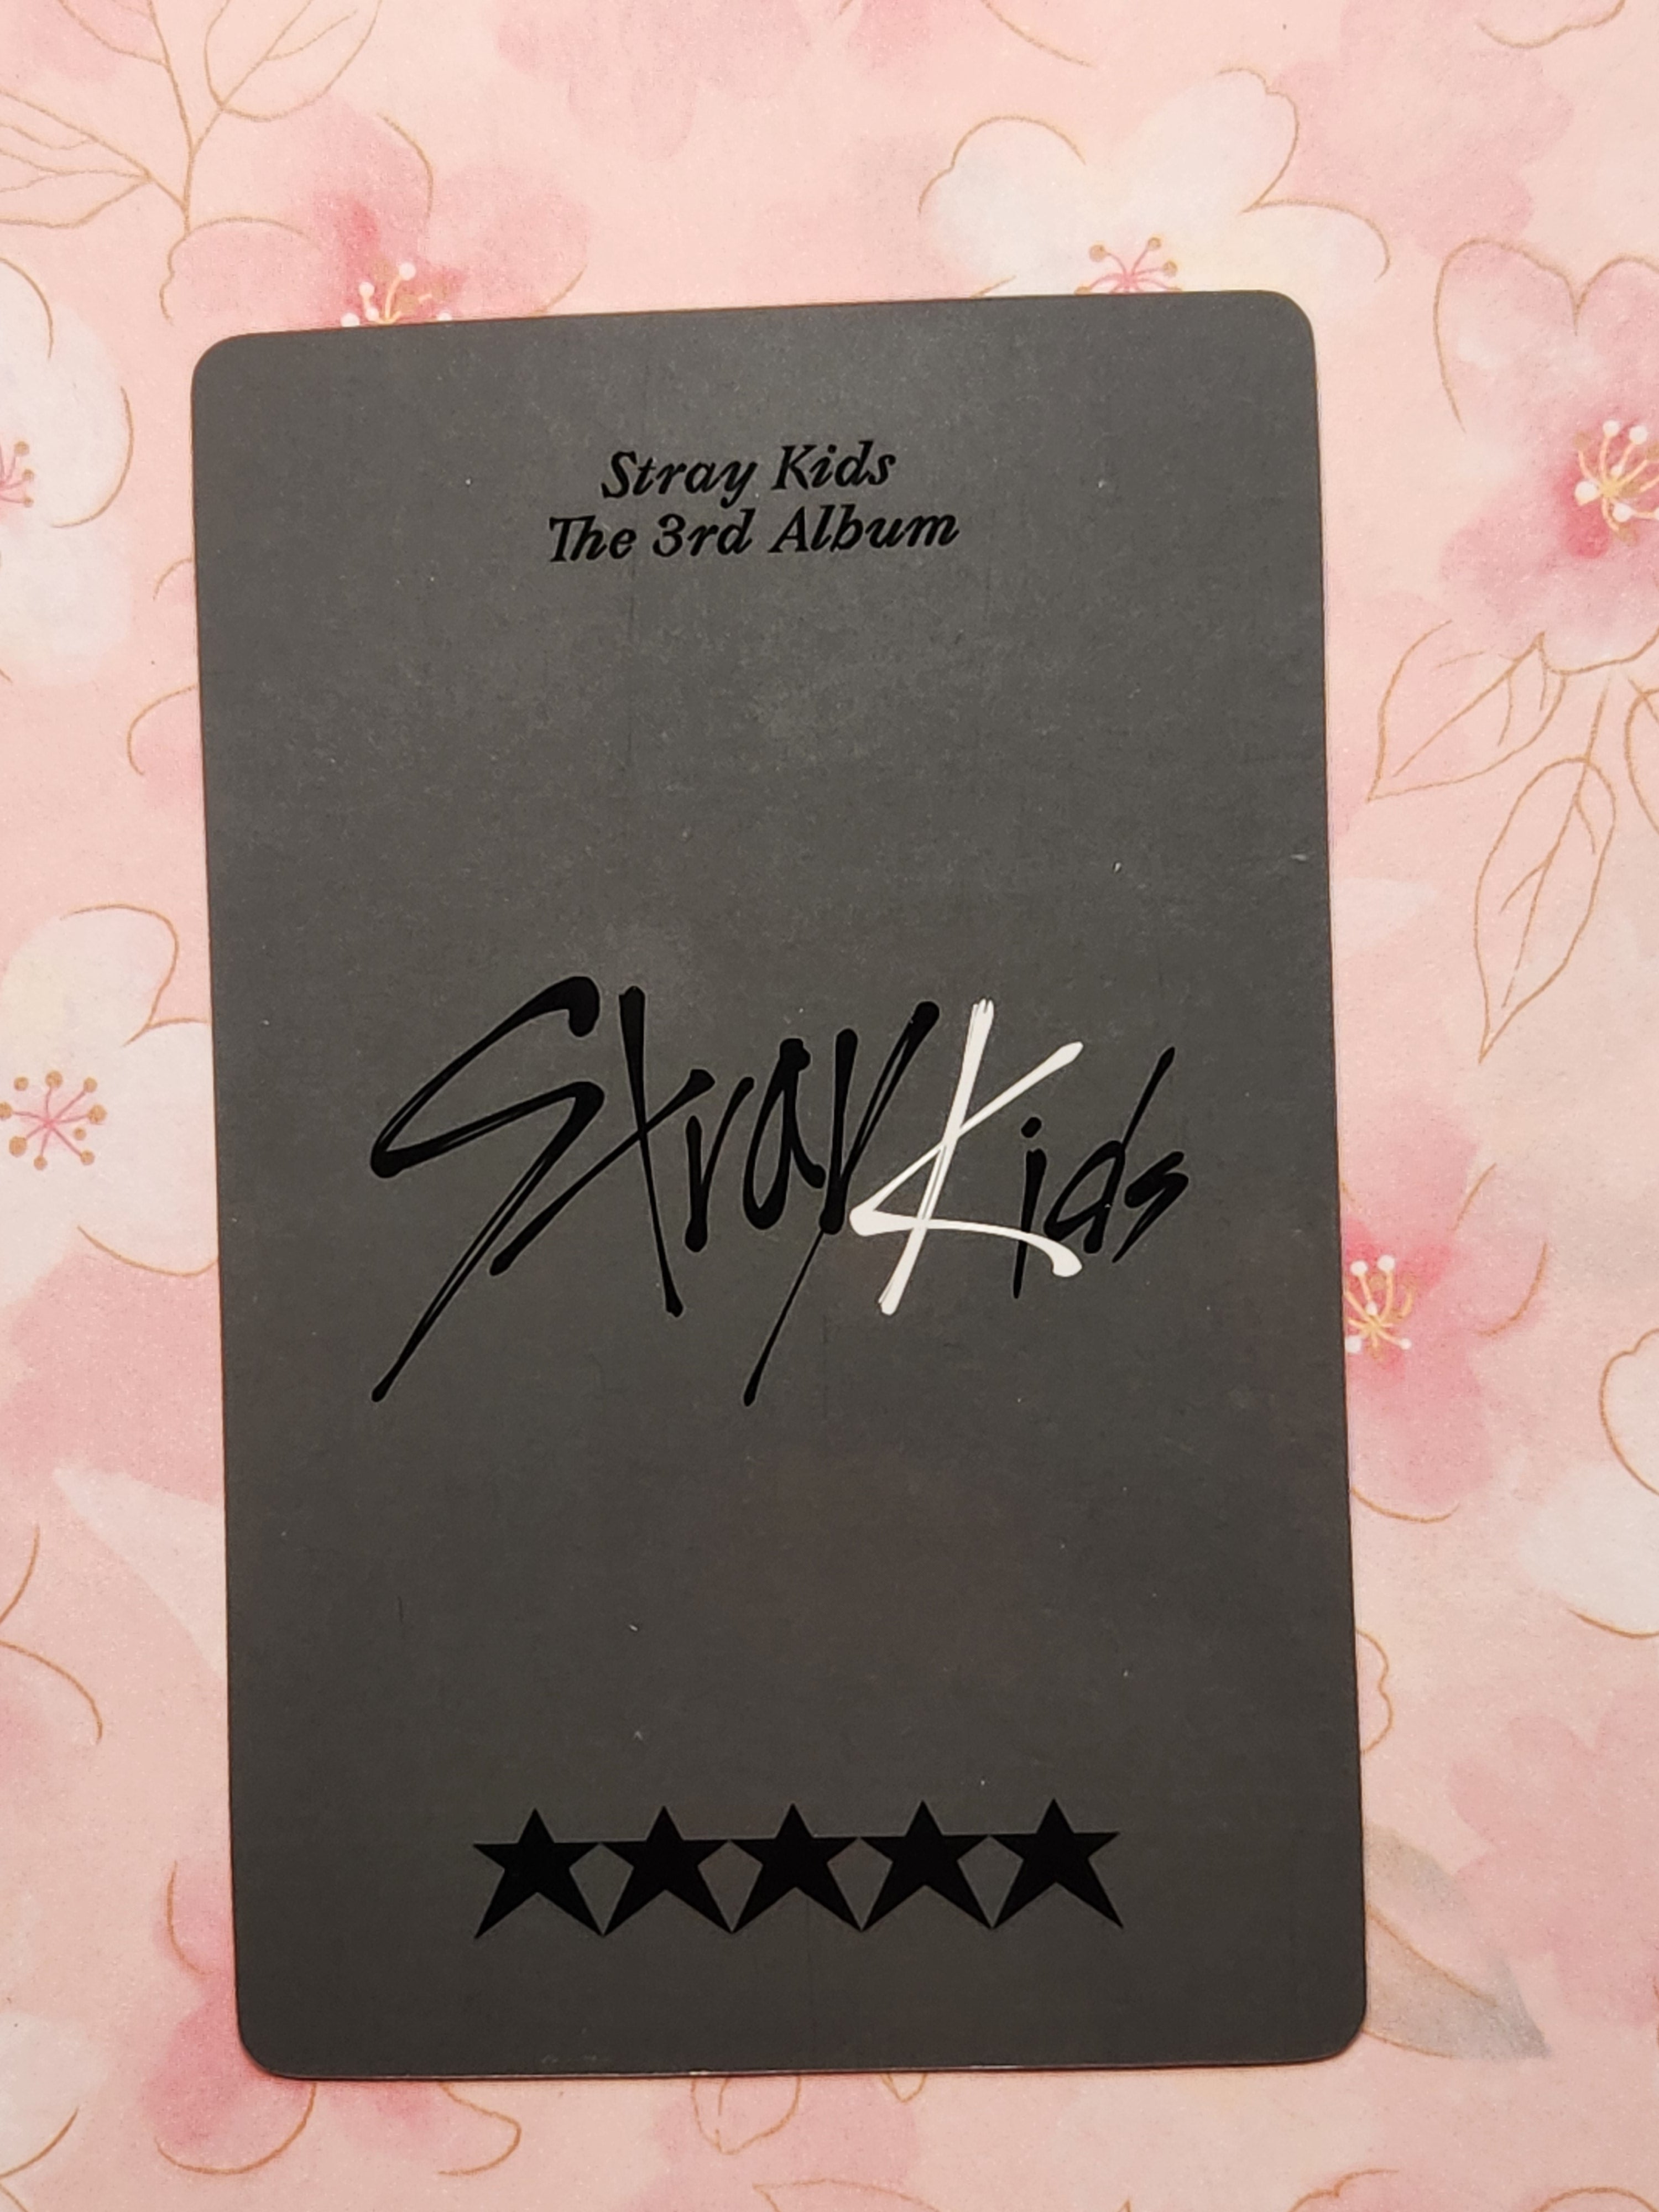 Stray Kids
The 3rd Album
Stray Kids
★★★★★